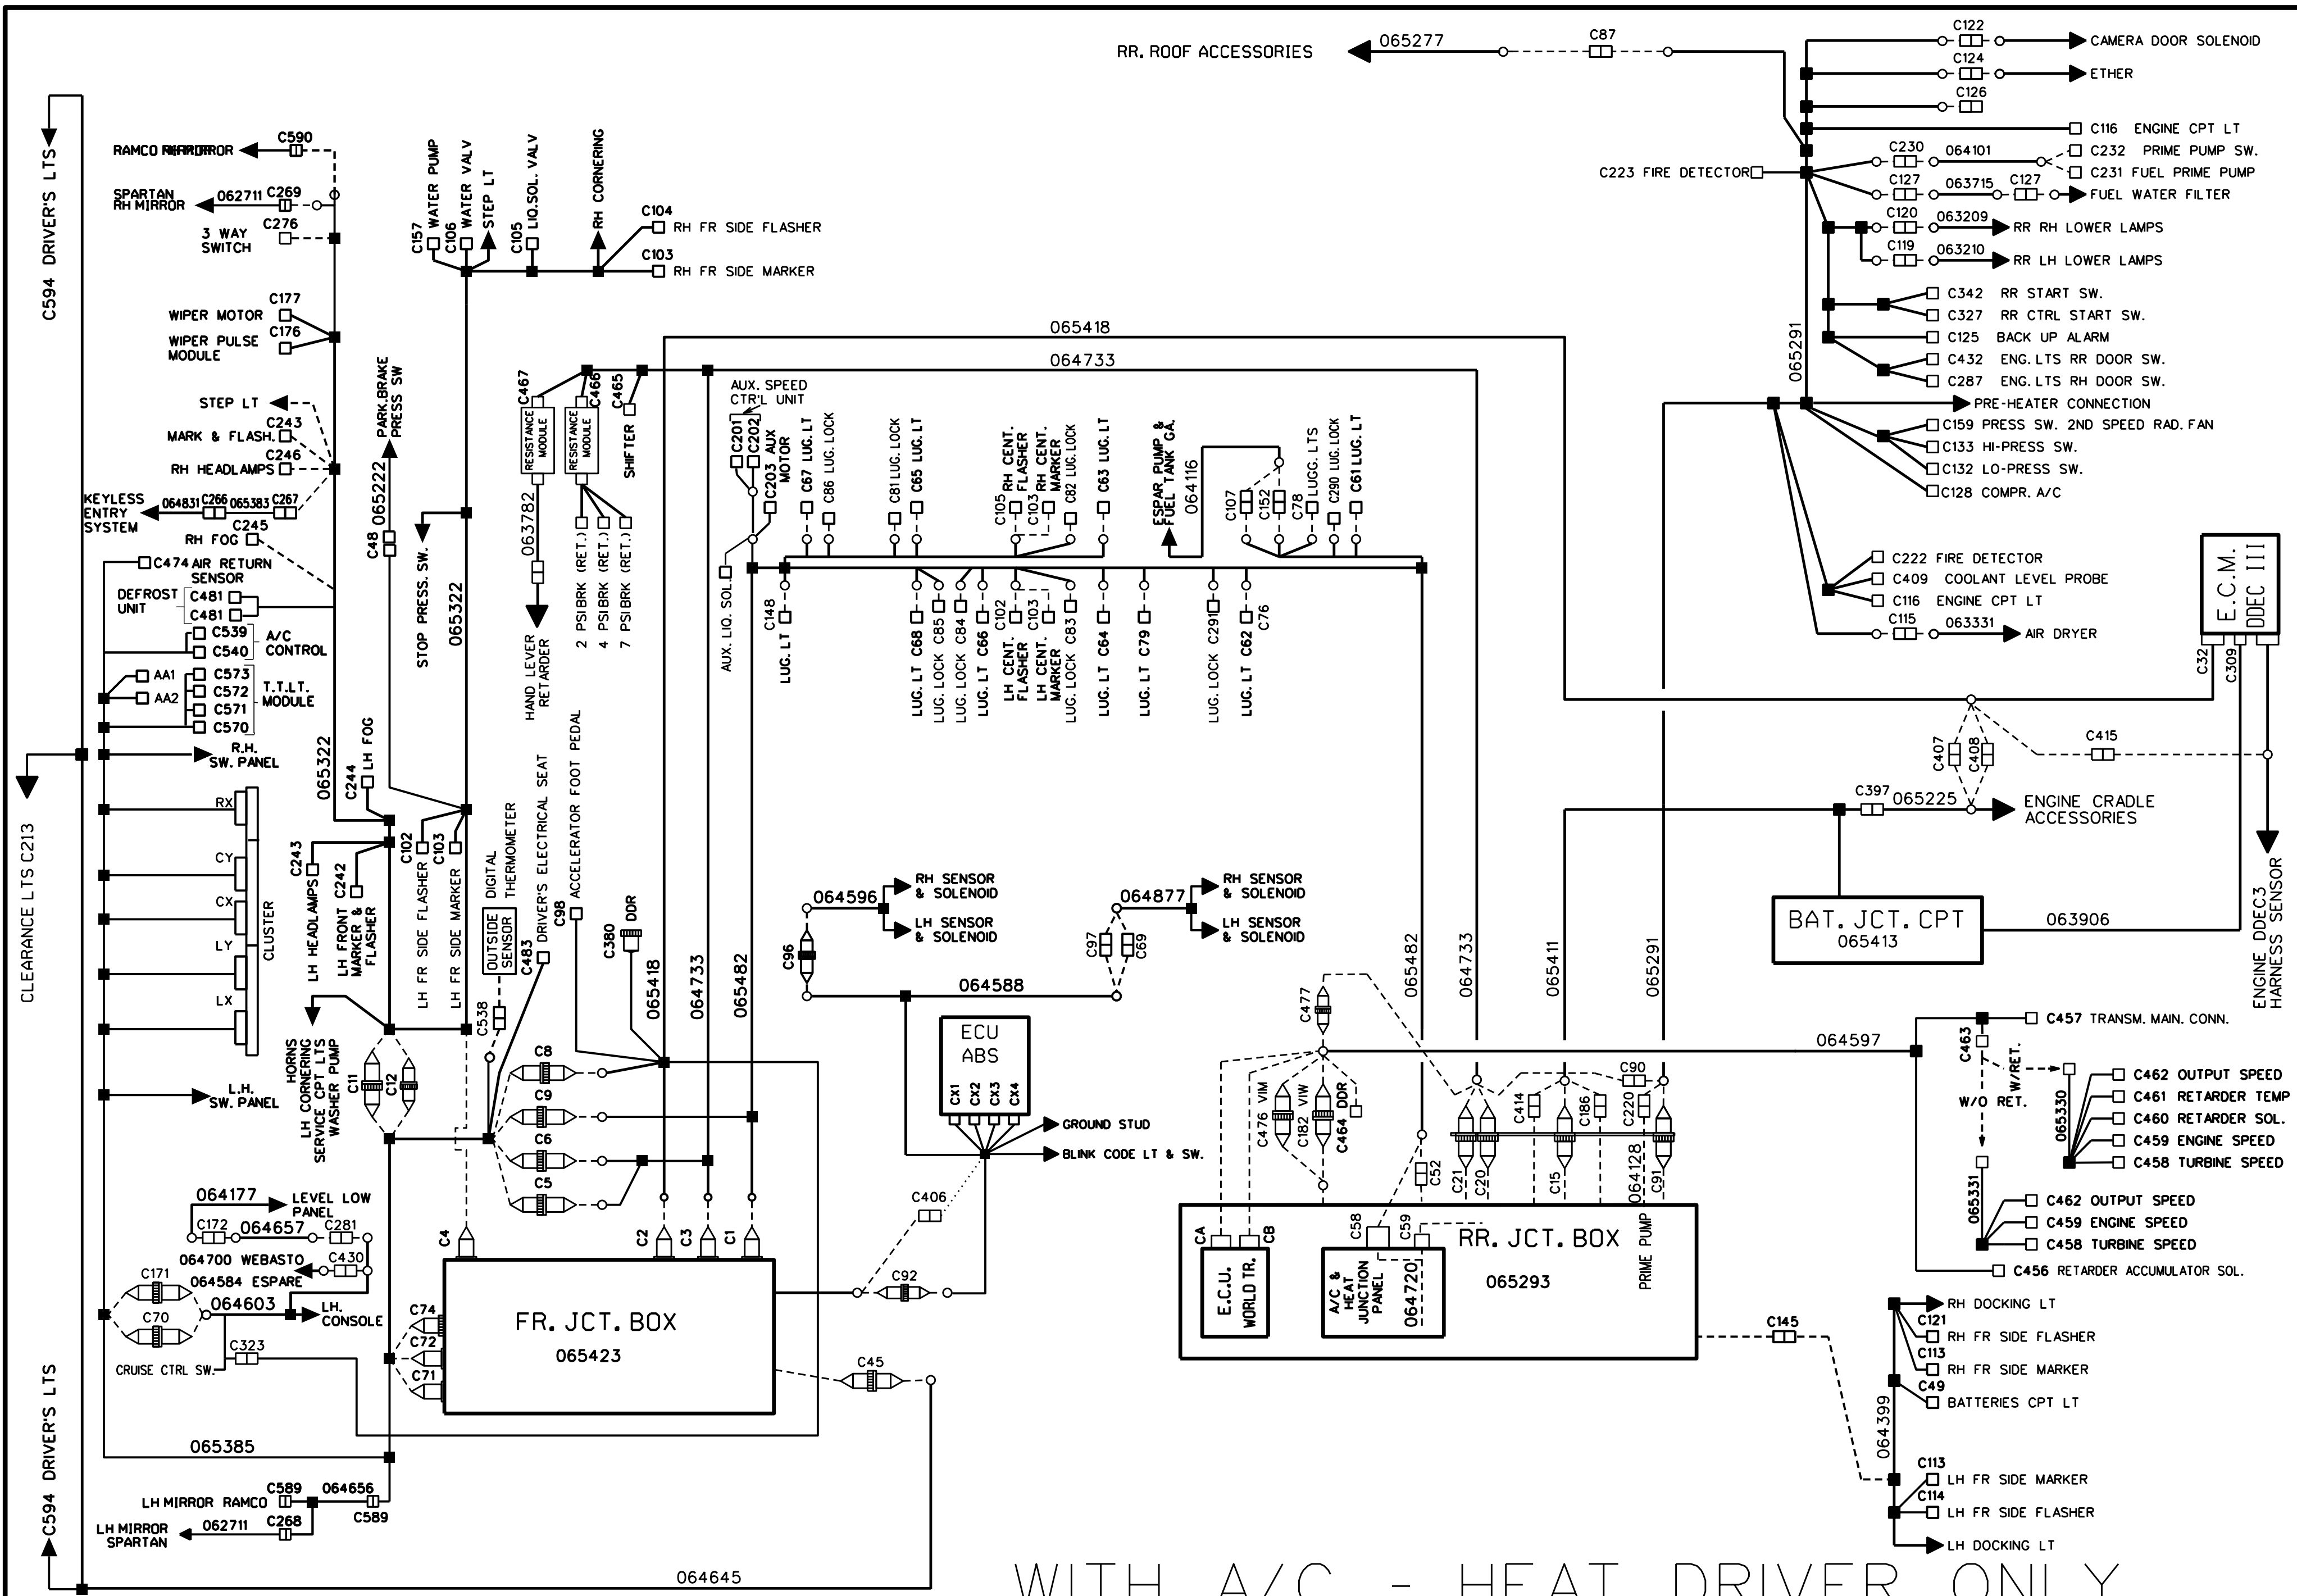 RR. ROOF ACCESSORIES
065277
C87
C122
CAMERA DOOR SOLENOID
C124
ETHER
C126
C116 ENGINE CPT LT
C230
064101
C232 PRIME PUMP SW.
C231 FUEL PRIME PUMP
C223 FIRE DETECTOR
C127
063715
C127
FUEL WATER FILTER
C120
063209
RR RH LOWER LAMPS
C119
063210
RR LH LOWER LAMPS
C342 RR START SW.
C327 RR CTRL START SW.
C125 BACK UP ALARM
C432 ENG. LTS RR DOOR SW.
C287 ENG. LTS RH DOOR SW.
065291
PRE-HEATER CONNECTION
C159 PRESS SW. 2ND SPEED RAD. FAN
C133 HI-PRESS SW.
C132 LO-PRESS SW.
C128 COMPR. A/C
C222 FIRE DETECTOR
C409 COOLANT LEVEL PROBE
C116 ENGINE CPT LT
C115
063331
AIR DRYER
E.C.M.
DDEC III
C32
C309
C594 DRIVER'S LTS
C590
RAMCO
SPARTAN
RH MIRROR
062711
C269
3 WAY
SWITCH
C276
C177
WIPER MOTOR
C176
WIPER PULSE
MODULE
STEP LT
C243
MARK & FLASH.
C246
RH HEADLAMPS
KEYLESS
ENTRY
SYSTEM
064831
C266
065383
C267
C245
RH FOG
C474 AIR RETURN
SENSOR
DEFROST
UNIT
C481
C481
C539
C540
A/C
CONTROL
AA1
AA2
C573
C572
C571
C570
T.T.LT.
MODULE
R.H.
SW. PANEL
RX
CY
CX
LY
LX
CLUSTER
L.H.
SW. PANEL
CLEARANCE LTS C213
C157 WATER PUMP
C106 WATER VALV
STEP LT
C105 LIQ.SOL. VALV
RH CORNERING
C104
RH FR SIDE FLASHER
C103
RH FR SIDE MARKER
PARK.BRAKE
PRESS SW
065222
C48
STOP PRESS. SW.
065322
065322
C244 LH FOG
C243
LH HEADLAMPS
C242
LH FRONT
MARKER &
FLASHER
C102
LH FR SIDE FLASHER
C103
LH FR SIDE MARKER
HORNS
LH CORNERING
SERVICE CPT LTS
WASHER PUMP
C11
C12
065418
064733
C467
RESISTANCE
MODULE
C466
RESISTANCE
MODULE
C465
SHIFTER
063782
HAND LEVER
RETARDER
2 PSI BRK (RET.)
4 PSI BRK (RET.)
7 PSI BRK (RET.)
AUX. SPEED
CTR'L UNIT
C201
C202
C203 AUX
MOTOR
AUX. LIQ. SOL.
C67 LUG. LT
C86 LUG. LOCK
C81 LUG. LOCK
C65 LUG. LT
C105
RH CENT.
FLASHER
C103
RH CENT.
MARKER
C82 LUG. LOCK
C63 LUG. LT
ESPAR PUMP &
FUEL TANK GA.
064116
C107
C152
C78 LUGG. LTS
C290 LUG. LOCK
C61 LUG. LT
LUG. LT C148
LUG. LT C68
LUG. LOCK C85
LUG. LOCK C84
LUG. LT C66
C102
LH CENT.
FLASHER
C103
LH CENT.
MARKER
LUG. LOCK C83
LUG. LT C64
LUG. LT C79
LUG. LOCK C291
LUG. LT C62
C76
DIGITAL
THERMOMETER
OUTSIDE
SENSOR
C538
C483 DRIVER'S ELECTRICAL SEAT
C98 ACCELERATOR FOOT PEDAL
C380 DDR
065418
064733
065482
C8
C9
C6
C5
C4
C2
C3
C1
C96
064596
RH SENSOR
& SOLENOID
LH SENSOR
& SOLENOID
C97
C69
064877
RH SENSOR
& SOLENOID
LH SENSOR
& SOLENOID
064588
ECU
ABS
CX1
CX2
CX3
CX4
GROUND STUD
BLINK CODE LT & SW.
C406
C92
C45
FR. JCT. BOX
065423
C74
C72
C71
064177
LEVEL LOW
PANEL
C172
064657
C281
064700 WEBASTO
C430
064584 ESPARE
C171
C70
064603
LH.
CONSOLE
CRUISE CTRL SW.
C323
065385
LH MIRROR RAMCO
C589
064656
C589
LH MIRROR
SPARTAN
062711
C268
C594 DRIVER'S LTS
064645
C407
C408
C415
C397
065225
ENGINE CRADLE
ACCESSORIES
BAT. JCT. CPT
065413
063906
ENGINE DDEC3
HARNESS SENSOR
065482
064733
065411
065291
C477
C476 VIM
C182 VIW
C464 DDR
C52
C21
C20
C414
C15
C186
C90
C220
064128
C91
PRIME PUMP
CA
CB
E.C.U.
WORLD TR.
C58
C59
A/C &
HEAT
JUNCTION
PANEL
064720
RR. JCT. BOX
065293
064597
C457 TRANSM. MAIN. CONN.
C463
W/RET.
W/O RET.
065330
C462 OUTPUT SPEED
C461 RETARDER TEMP
C460 RETARDER SOL.
C459 ENGINE SPEED
C458 TURBINE SPEED
065331
C462 OUTPUT SPEED
C459 ENGINE SPEED
C458 TURBINE SPEED
C456 RETARDER ACCUMULATOR SOL.
C145
RH DOCKING LT
C121
RH FR SIDE FLASHER
C113
RH FR SIDE MARKER
C49
BATTERIES CPT LT
064399
C113
LH FR SIDE MARKER
C114
LH FR SIDE FLASHER
LH DOCKING LT
WITH A/C - HEAT DRIVER ONLY